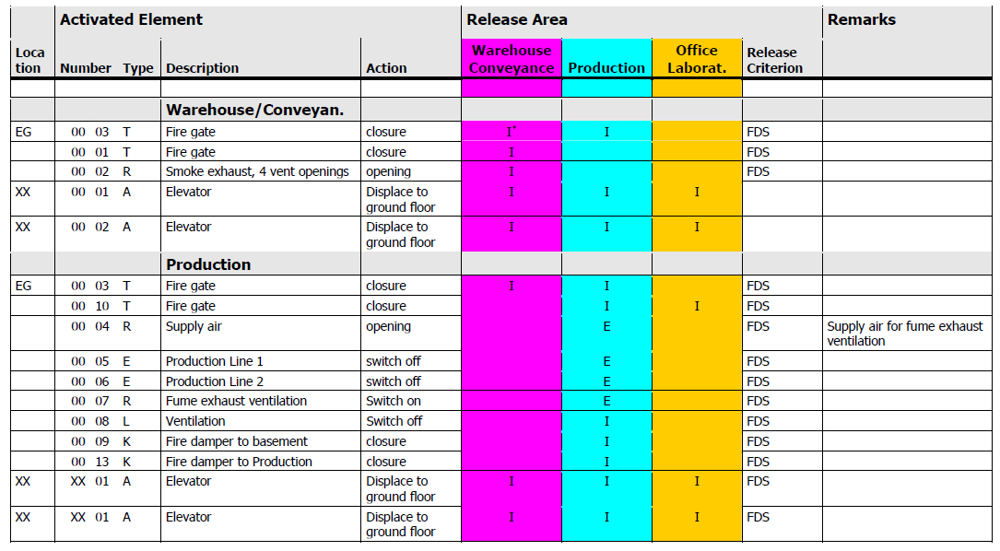 Activated Element Release Area Remarks
Loca
tion Number Type Description Action Warehouse
Conveyance Production Office
Laborat. Release
Criterion
Warehouse/Conveyan.
EG 00 03 T Fire gate closure I* I FDS
00 01 T Fire gate closure I FDS
00 02 R Smoke exhaust, 4 vent openings opening I FDS
XX 00 01 A Elevator Displace to
ground floor I I I
XX 00 02 A Elevator Displace to
ground floor I I I
Production
EG 00 03 T Fire gate closure I I FDS
00 10 T Fire gate closure I I FDS
00 04 R Supply air opening E FDS Supply air for fume exhaust
ventilation
00 05 E Production Line 1 switch off E FDS
00 06 E Production Line 2 switch off E FDS
00 07 R Fume exhaust ventilation Switch on E FDS
00 08 L Ventilation Switch off I FDS
00 09 K Fire damper to basement closure I FDS
00 13 K Fire damper to Production closure I FDS
XX XX 01 A Elevator Displace to
ground floor I I I FDS
XX XX 01 A Elevator Displace to
ground floor I I I FDS